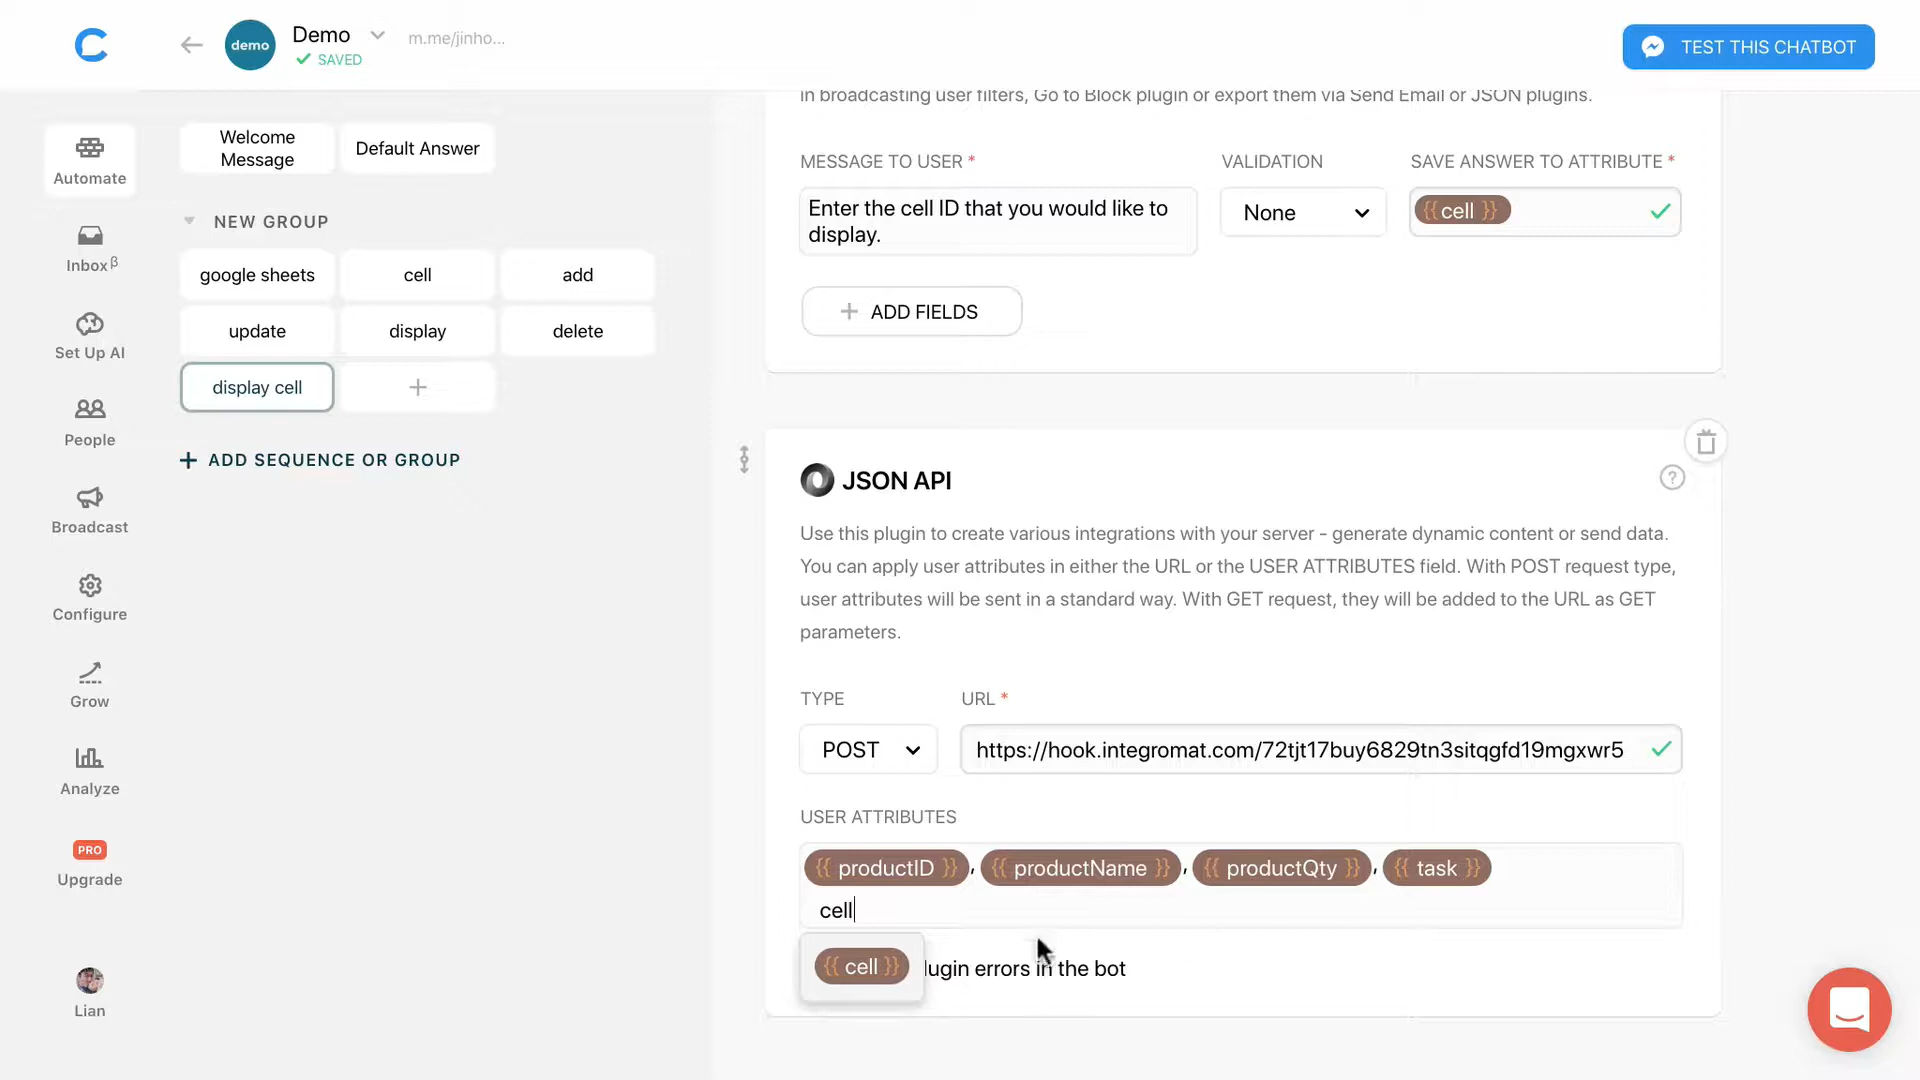 demo
Demo
SAVED
m.me/jinho...
TEST THIS CHATBOT
Automate
Inbox β
Set Up AI
People
Broadcast
Configure
Grow
Analyze
PRO
Upgrade
Lian
Welcome
Message
Default Answer
NEW GROUP
google sheets
cell
add
update
display
delete
display cell
+
+ ADD SEQUENCE OR GROUP
in broadcasting user filters, Go to Block plugin or export them via Send Email or JSON plugins.
MESSAGE TO USER *
VALIDATION
SAVE ANSWER TO ATTRIBUTE *
Enter the cell ID that you would like to
display.
None
{{ cell }}
+ ADD FIELDS
JSON API
?
Use this plugin to create various integrations with your server - generate dynamic content or send data.
You can apply user attributes in either the URL or the USER ATTRIBUTES field. With POST request type,
user attributes will be sent in a standard way. With GET request, they will be added to the URL as GET
parameters.
TYPE
URL *
POST
https://hook.integromat.com/72tjt17buy6829tn3sitqgfd19mgxwr5
USER ATTRIBUTES
{{ productID }}, {{ productName }}, {{ productQty }}, {{ task }}
cell
{{ cell }}
lugin errors in the bot